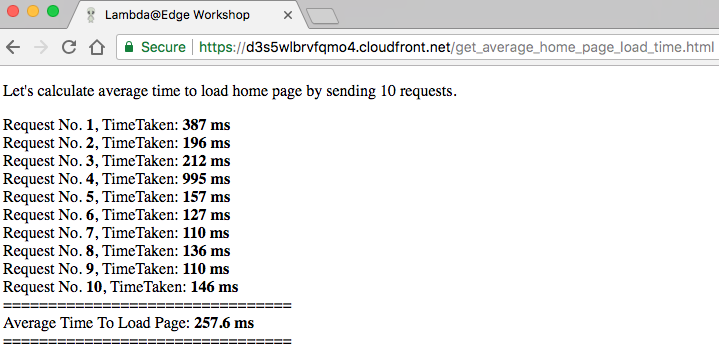 Lambda@Edge Workshop
Secure https://d3s5wlbrvfqmo4.cloudfront.net/get_average_home_page_load_time.html
Let's calculate average time to load home page by sending 10 requests.
Request No. 1, TimeTaken: 387 ms
Request No. 2, TimeTaken: 196 ms
Request No. 3, TimeTaken: 212 ms
Request No. 4, TimeTaken: 995 ms
Request No. 5, TimeTaken: 157 ms
Request No. 6, TimeTaken: 127 ms
Request No. 7, TimeTaken: 110 ms
Request No. 8, TimeTaken: 136 ms
Request No. 9, TimeTaken: 110 ms
Request No. 10, TimeTaken: 146 ms
================================
Average Time To Load Page: 257.6 ms
================================